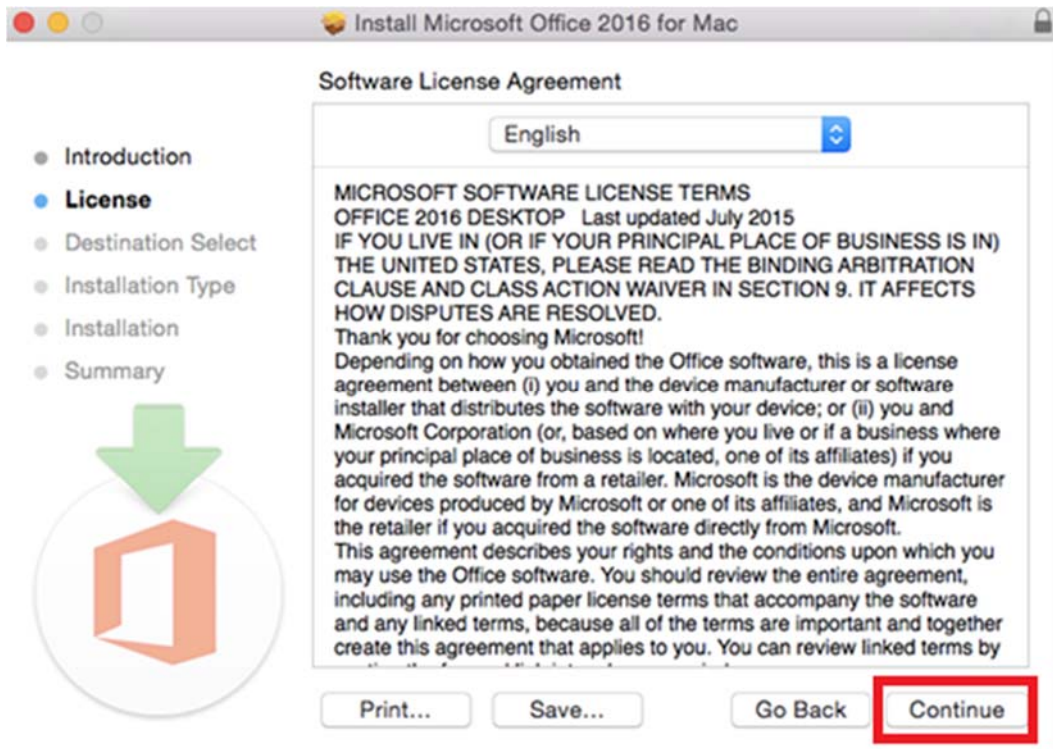 Install Microsoft Office 2016 for Mac
Software License Agreement
English
Introduction
License
Destination Select
Installation Type
Installation
Summary
MICROSOFT SOFTWARE LICENSE TERMS
OFFICE 2016 DESKTOP Last updated July 2015
IF YOU LIVE IN (OR IF YOUR PRINCIPAL PLACE OF BUSINESS IS IN)
THE UNITED STATES, PLEASE READ THE BINDING ARBITRATION
CLAUSE AND CLASS ACTION WAIVER IN SECTION 9. IT AFFECTS
HOW DISPUTES ARE RESOLVED.
Thank you for choosing Microsoft!
Depending on how you obtained the Office software, this is a license
agreement between (i) you and the device manufacturer or software
installer that distributes the software with your device; or (ii) you and
Microsoft Corporation (or, based on where you live or if a business where
your principal place of business is located, one of its affiliates) if you
acquired the software from a retailer. Microsoft is the device manufacturer
for devices produced by Microsoft or one of its affiliates, and Microsoft is
the retailer if you acquired the software directly from Microsoft.
This agreement describes your rights and the conditions upon which you
may use the Office software. You should review the entire agreement,
including any printed paper license terms that accompany the software
and any linked terms, because all of the terms are important and together
create this agreement that applies to you. You can review linked terms by
Print...
Save...
Go Back
Continue